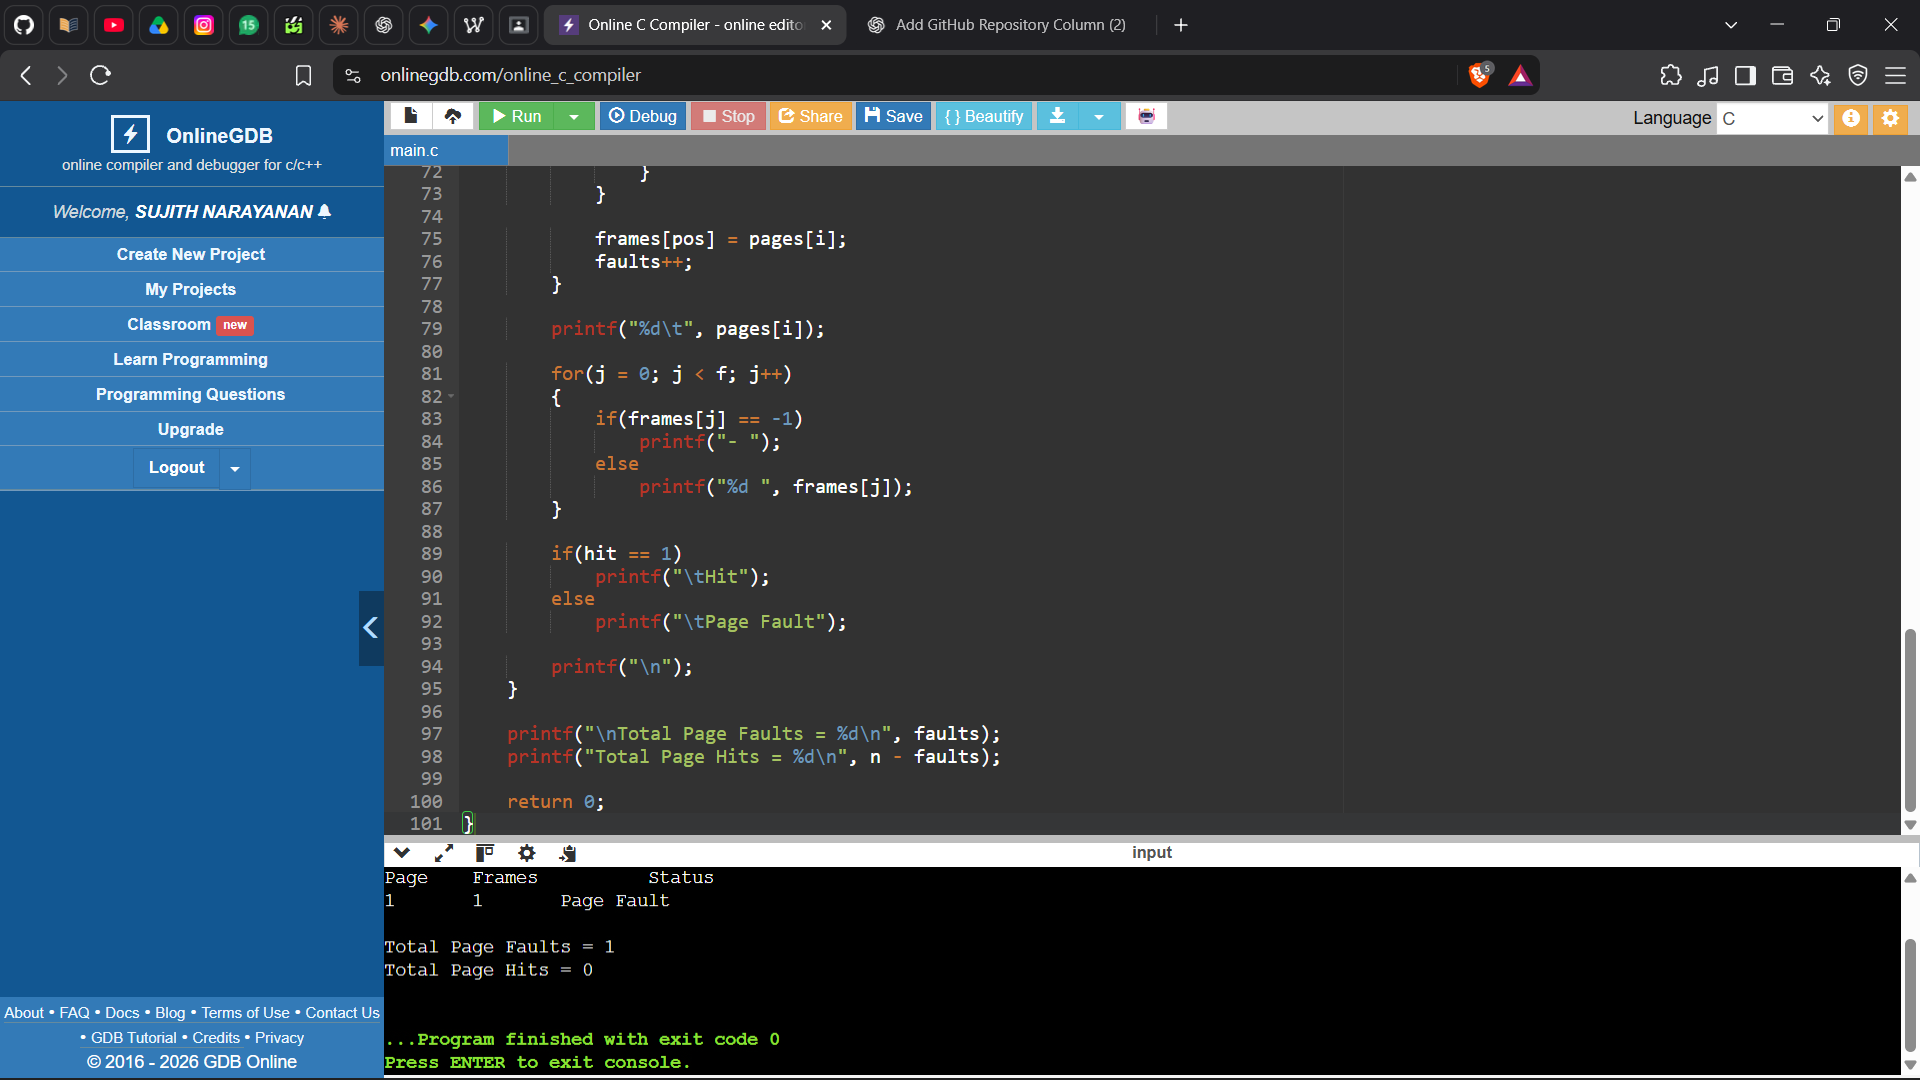 Online C Compiler - online edito
Add GitHub Repository Column (2)
onlinegdb.com/online_c_compiler
5
15
OnlineGDB
online compiler and debugger for c/c++
Welcome, SUJITH NARAYANAN
Create New Project
My Projects
Classroom new
Learn Programming
Programming Questions
Upgrade
Logout
About • FAQ • Docs • Blog • Terms of Use • Contact Us
• GDB Tutorial • Credits • Privacy
© 2016 - 2026 GDB Online
Run Debug Stop Share Save { } Beautify Language C
main.c
72 }
73 }
74
75 frames[pos] = pages[i];
76 faults++;
77 }
78
79 printf("%d\t", pages[i]);
80
81 for(j = 0; j < f; j++)
82 {
83 if(frames[j] == -1)
84 printf("- ");
85 else
86 printf("%d ", frames[j]);
87 }
88
89 if(hit == 1)
90 printf("\tHit");
91 else
92 printf("\tPage Fault");
93
94 printf("\n");
95 }
96
97 printf("\nTotal Page Faults = %d\n", faults);
98 printf("Total Page Hits = %d\n", n - faults);
99
100 return 0;
101 }
input
Page Frames Status
1 1 Page Fault
Total Page Faults = 1
Total Page Hits = 0
...Program finished with exit code 0
Press ENTER to exit console.